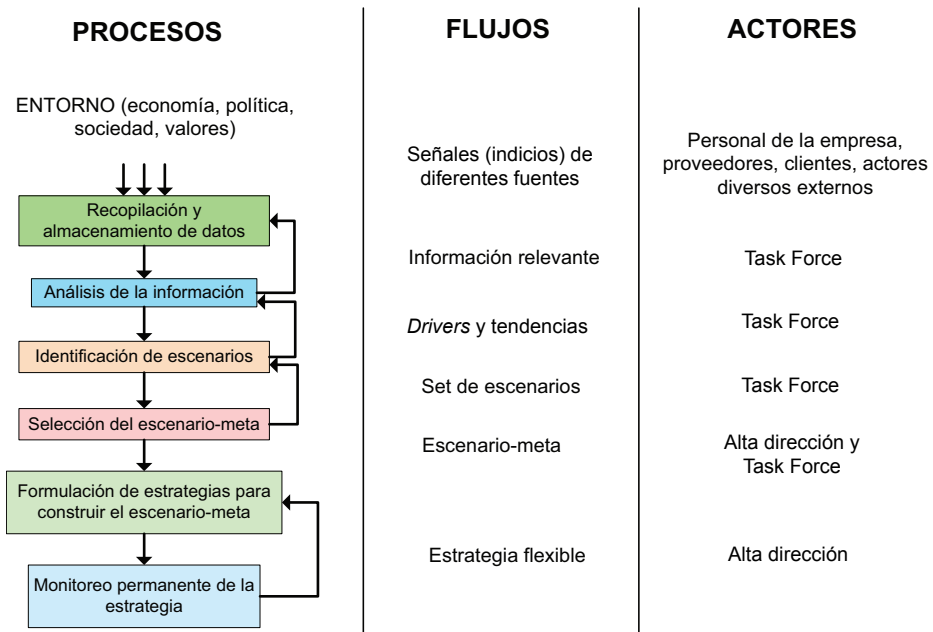 PROCESOS
ENTORNO (economía, política,
sociedad, valores)
Recopilación y
almacenamiento de datos
Análisis de la información
Identificación de escenarios
Selección del escenario-meta
Formulación de estrategias para
construir el escenario-meta
Monitoreo permanente de la
estrategia
FLUJOS
Señales (indicios) de
diferentes fuentes
Información relevante
Drivers y tendencias
Set de escenarios
Escenario-meta
Estrategia flexible
ACTORES
Personal de la empresa,
proveedores, clientes, actores
diversos externos
Task Force
Task Force
Task Force
Alta dirección y
Task Force
Alta dirección